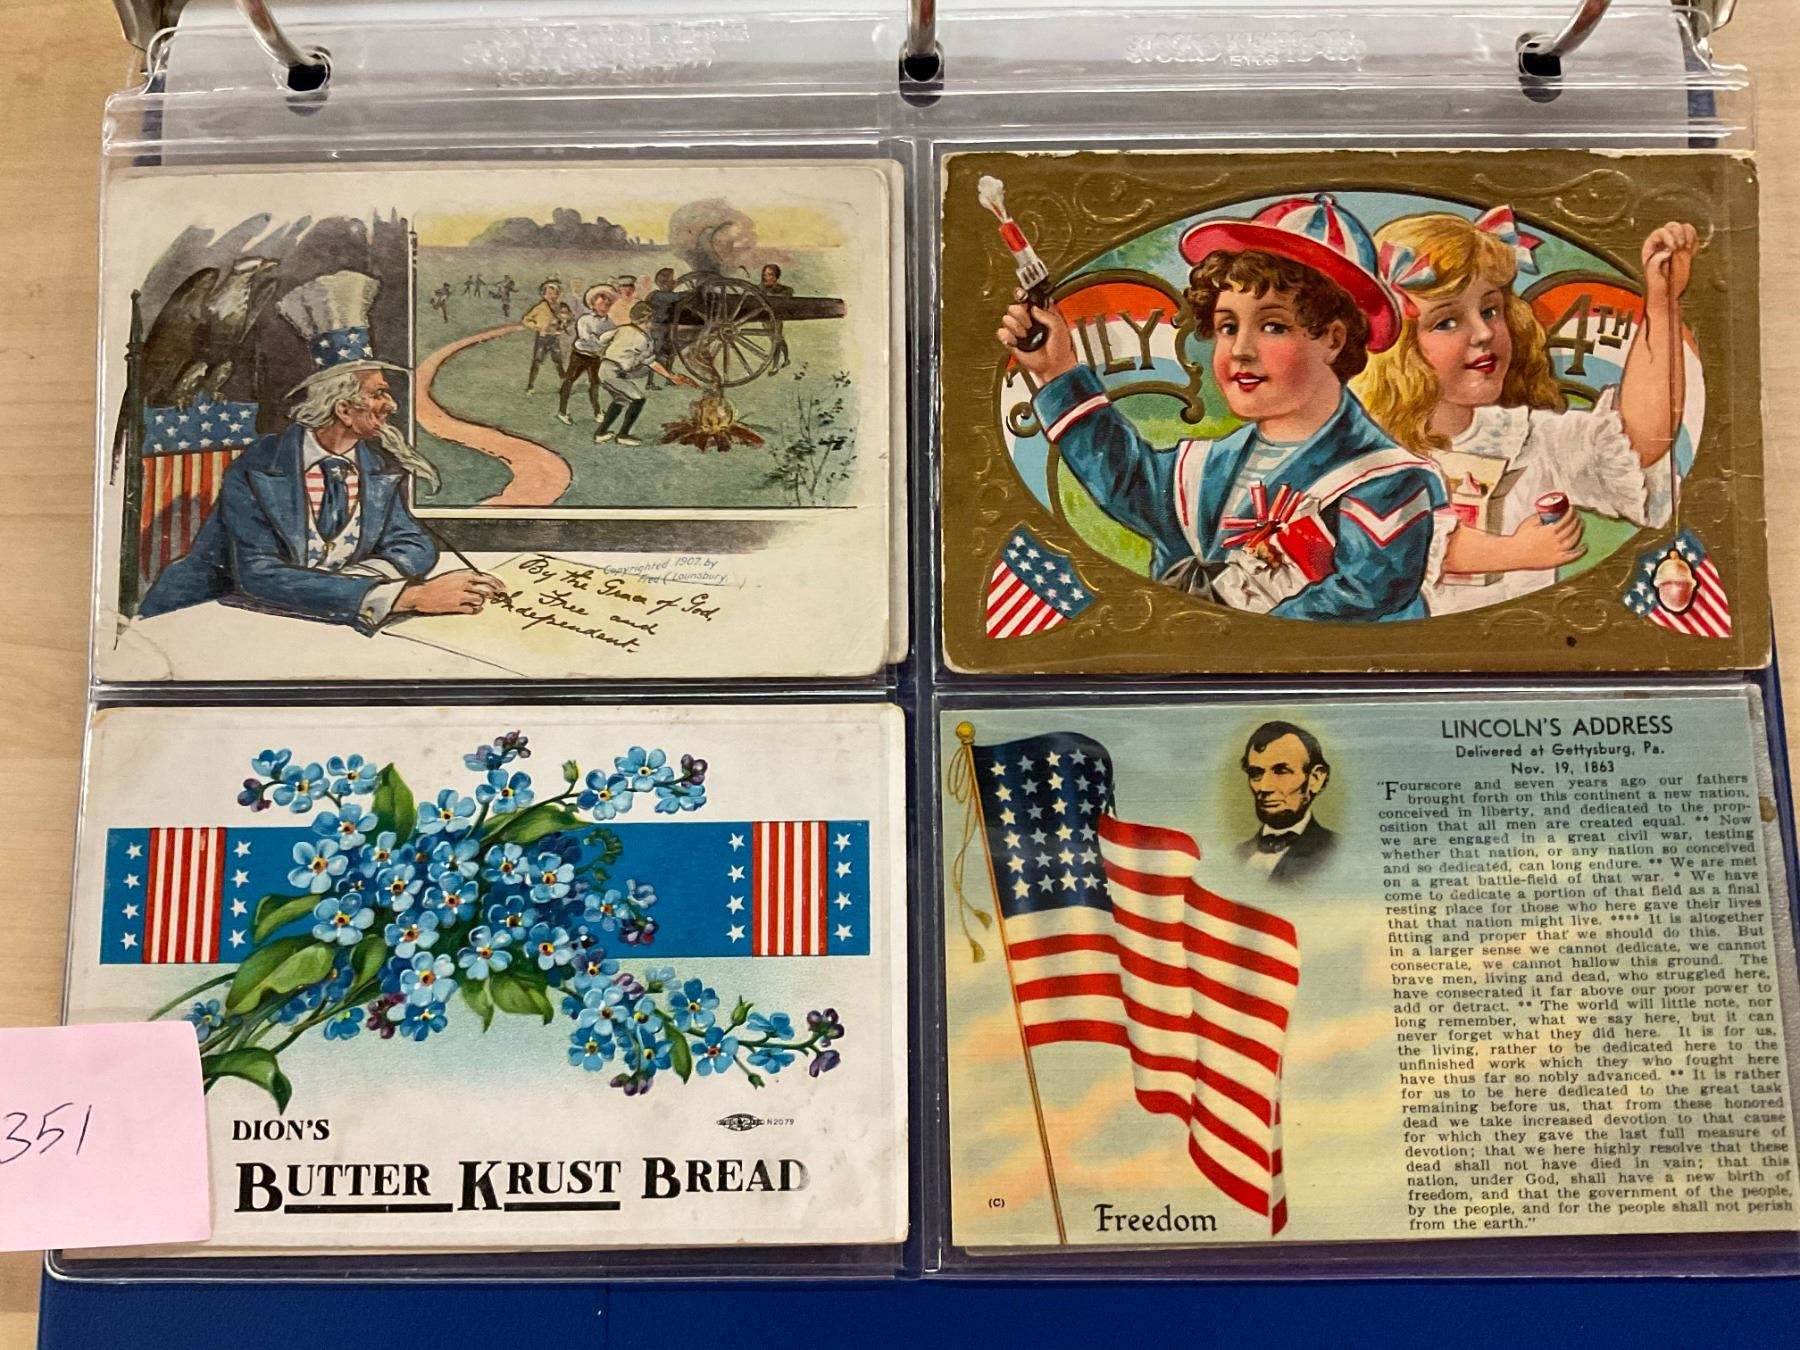 Copyrighted 1907, by
Fred C Lounsbury.
By the Grace of God,
Free and
Independent.
JULY 4TH
DION'S
BUTTER KRUST BREAD
N2079
351
LINCOLN'S ADDRESS
Delivered at Gettysburg, Pa.
Nov. 19, 1863
"Fourscore and seven years ago our fathers
brought forth on this continent a new nation,
conceived in liberty, and dedicated to the prop-
osition that all men are created equal. ** Now
we are engaged in a great civil war, testing
whether that nation, or any nation so conceived
and so dedicated, can long endure. ** We are met
on a great battle-field of that war. * We have
come to dedicate a portion of that field as a final
resting place for those who here gave their lives
that that nation might live. **** It is altogether
fitting and proper that we should do this. But
in a larger sense we cannot dedicate, we cannot
consecrate, we cannot hallow this ground. The
brave men, living and dead, who struggled here,
have consecrated it far above our poor power to
add or detract. ** The world will little note, nor
long remember, what we say here, but it can
never forget what they did here. It is for us,
the living, rather to be dedicated here to the
unfinished work which they who fought here
have thus far so nobly advanced. ** It is rather
for us to be here dedicated to the great task
remaining before us, that from these honored
dead we take increased devotion to that cause
for which they gave the last full measure of
devotion; that we here highly resolve that these
dead shall not have died in vain; that this
nation, under God, shall have a new birth of
freedom, and that the government of the people,
by the people, and for the people shall not perish
from the earth."
(C)
Freedom